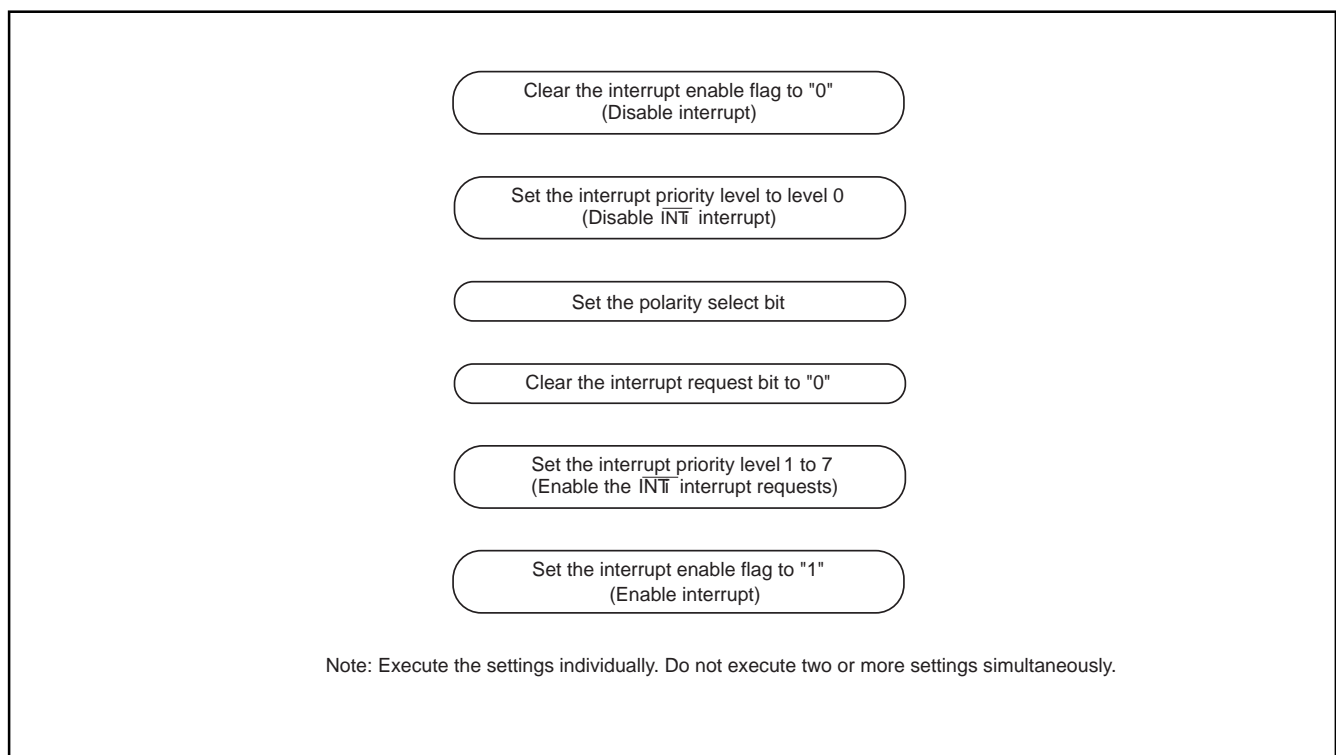 Clear the interrupt enable flag to "0"
(Disable interrupt)
Set the interrupt priority level to level 0
(Disable INTi interrupt)
Set the polarity select bit
Clear the interrupt request bit to "0"
Set the interrupt priority level 1 to 7
(Enable the INTi interrupt requests)
Set the interrupt enable flag to "1"
(Enable interrupt)
Note: Execute the settings individually. Do not execute two or more settings simultaneously.